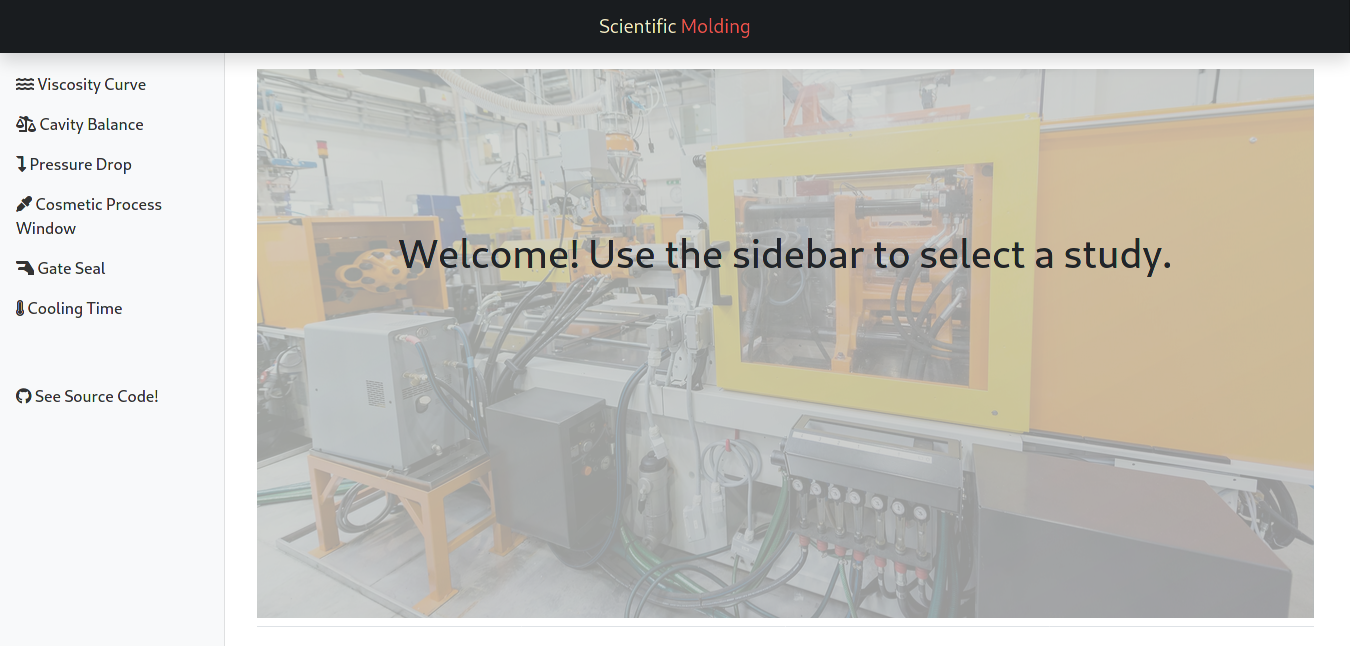 Scientific Molding
Viscosity Curve
Cavity Balance
Pressure Drop
Cosmetic Process
Window
Gate Seal
Cooling Time
See Source Code!
Welcome! Use the sidebar to select a study.